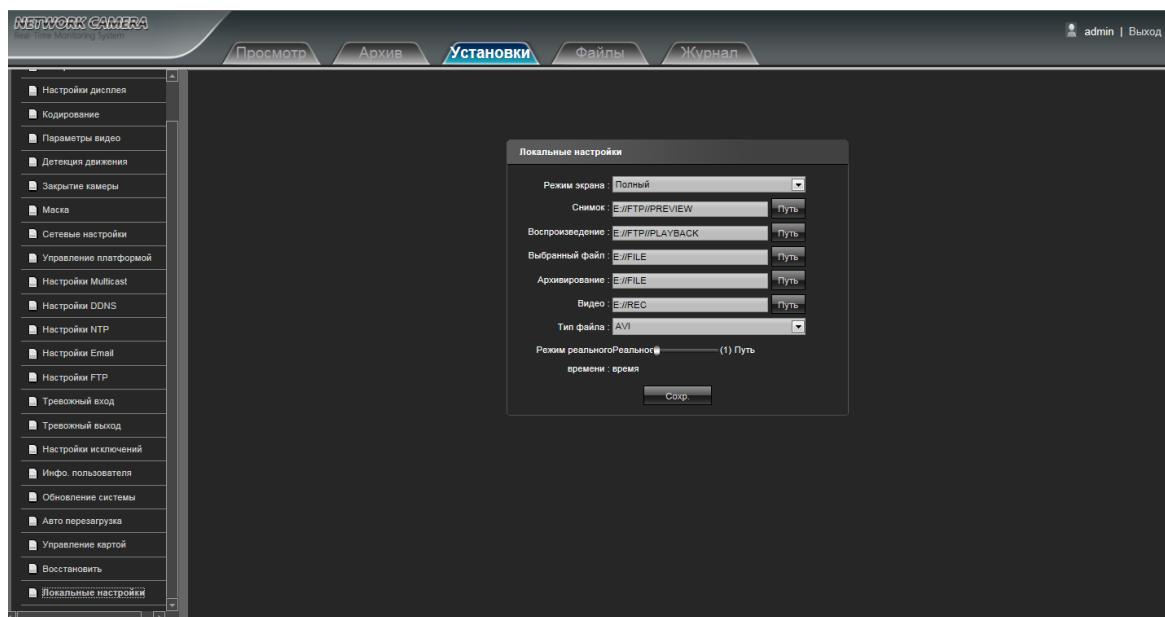 NETWORK CAMERA
Real-Time Monitoring System
admin | Выход
Просмотр
Архив
Установки
Файлы
Журнал
Настройки дисплея
Кодирование
Параметры видео
Детекция движения
Закрытие камеры
Маска
Сетевые настройки
Управление платформой
Настройки Multicast
Настройки DDNS
Настройки NTP
Настройки Email
Настройки FTP
Тревожный вход
Тревожный выход
Настройки исключений
Инфо. пользователя
Обновление системы
Авто перезагрузка
Управление картой
Восстановить
Локальные настройки
Локальные настройки
Режим экрана : Полный
Снимок : E://FTP//PREVIEW Путь
Воспроизведение : E://FTP//PLAYBACK Путь
Выбранный файл : E://FILE Путь
Архивирование : E://FILE Путь
Видео : E://REC Путь
Тип файла : AVI
Режим реальногоРеальное (1) Путь
времени : время
Сохр.